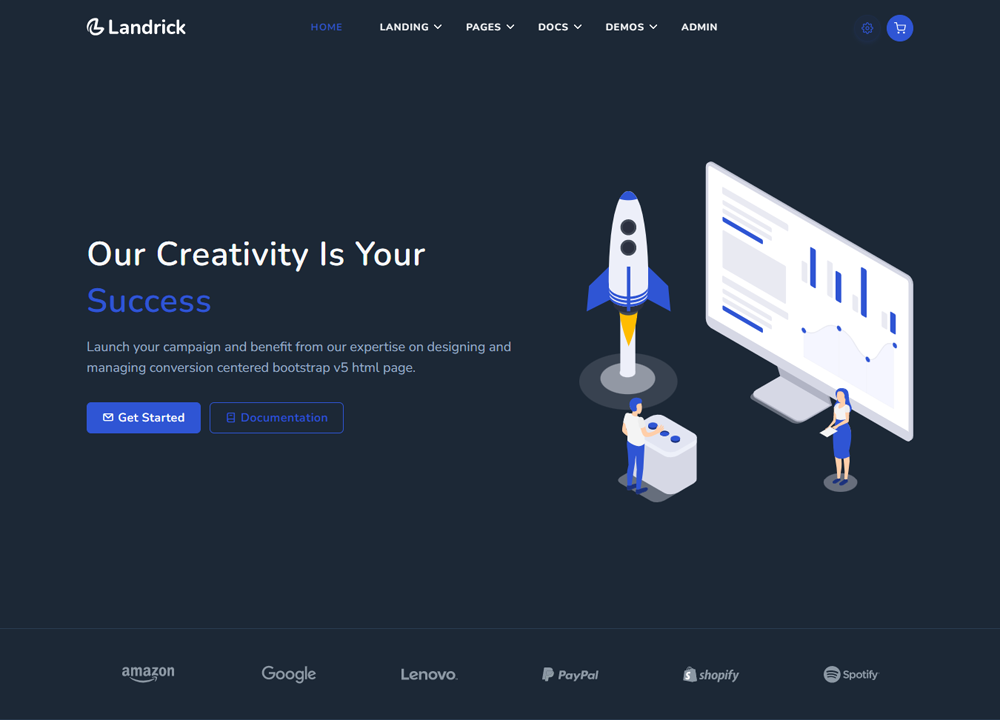 Landrick
HOME LANDING PAGES DOCS DEMOS ADMIN
Our Creativity Is Your
Success
Launch your campaign and benefit from our expertise on designing and
managing conversion centered bootstrap v5 html page.
Get Started Documentation
amazon Google Lenovo PayPal shopify Spotify